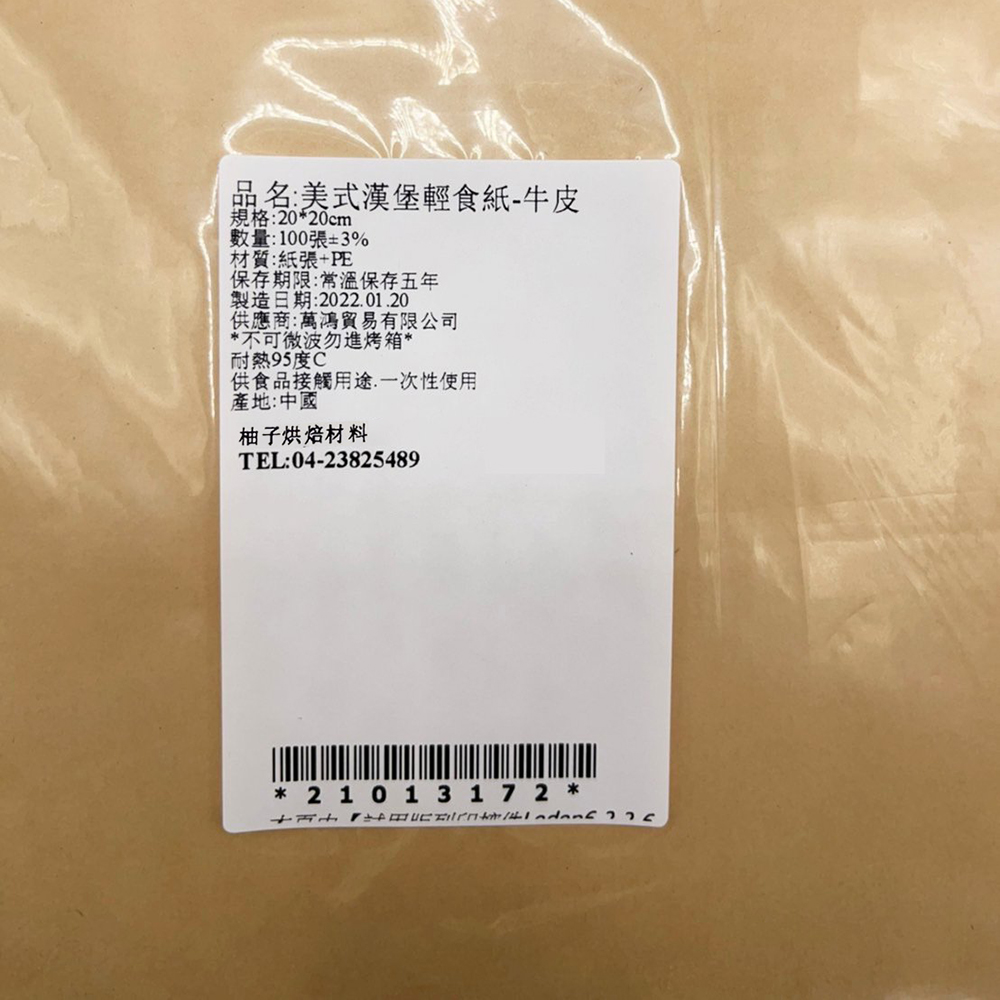 品名:美式漢堡輕食紙-牛皮
規格:20*20cm
數量:100張±3%
材質:紙張+PE
保存期限:常溫保存五年
製造日期:2022.01.20
供應商:萬鴻貿易有限公司
*不可微波勿進烤箱*
耐熱95度C
供食品接觸用途.一次性使用
產地:中國
柚子烘焙材料
TEL:04-23825489
*21013172*